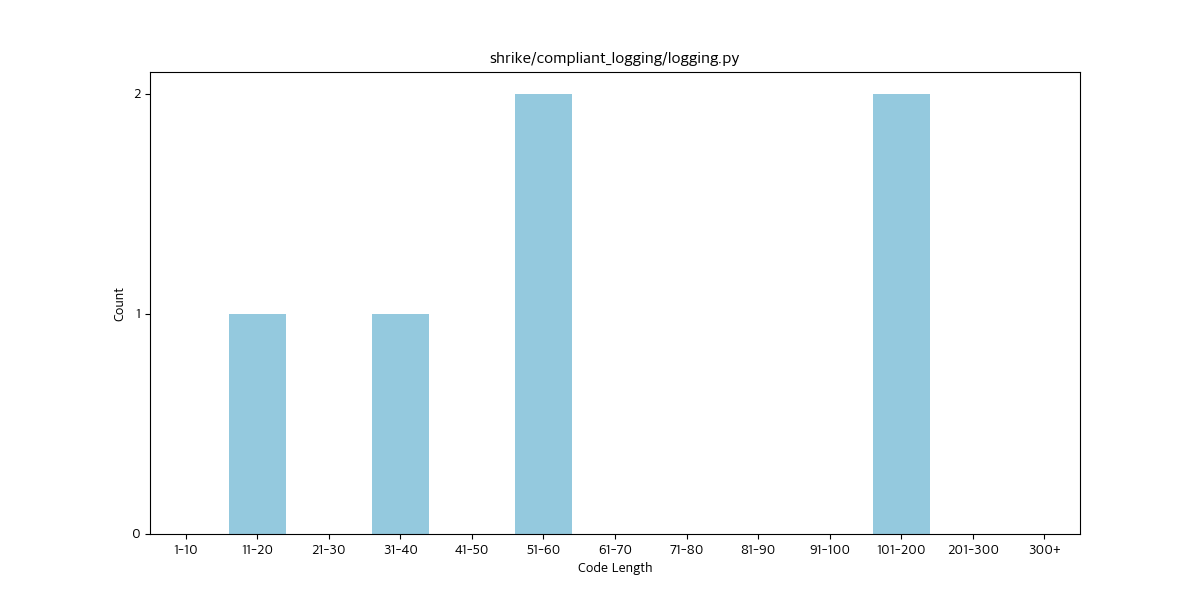 shrike/compliant_logging/logging.py
2
1
0
Count
1-10 11-20 21-30 31-40 41-50 51-60 61-70 71-80 81-90 91-100 101-200 201-300 300+
Code Length